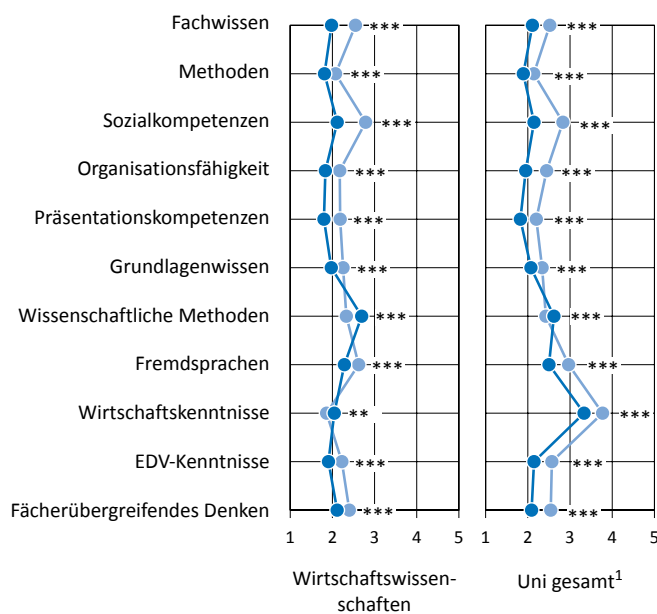 Fachwissen ***  ***
Methoden ***  ***
Sozialkompetenzen ***  ***
Organisationsfähigkeit ***  ***
Präsentationskompetenzen ***  ***
Grundlagenwissen ***  ***
Wissenschaftliche Methoden ***  ***
Fremdsprachen ***  ***
Wirtschaftskenntnisse **  ***
EDV-Kenntnisse ***  ***
Fächerübergreifendes Denken ***  ***
1 2 3 4 5  1 2 3 4 5
Wirtschaftswissen-
schaften
Uni gesamt¹